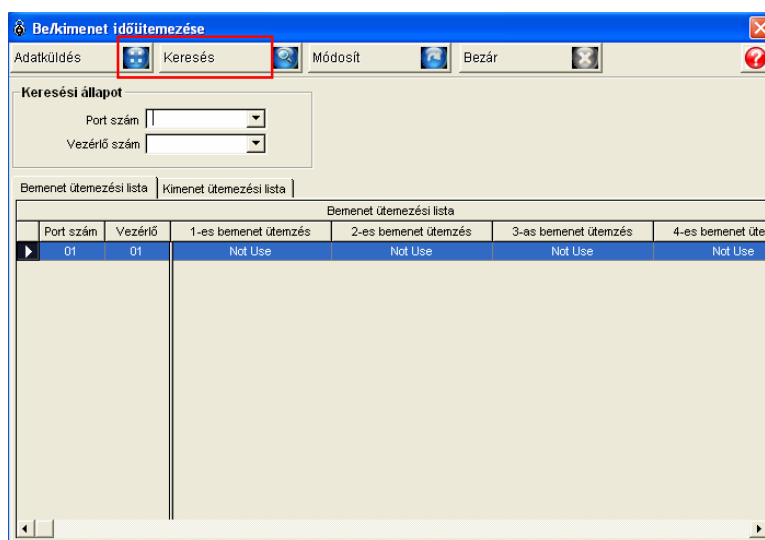 Be/kimenet időütemezése
Adatküldés Keresés Módosít Bezár
Keresési állapot
Port szám
Vezérlő szám
Bemenet ütemezési lista Kimenet ütemezési lista
Bemenet ütemezési lista
Port szám Vezérlő 1-es bemenet ütemzés 2-es bemenet ütemzés 3-as bemenet ütemzés 4-es bemenet üte
01 01 Not Use Not Use Not Use Not Use